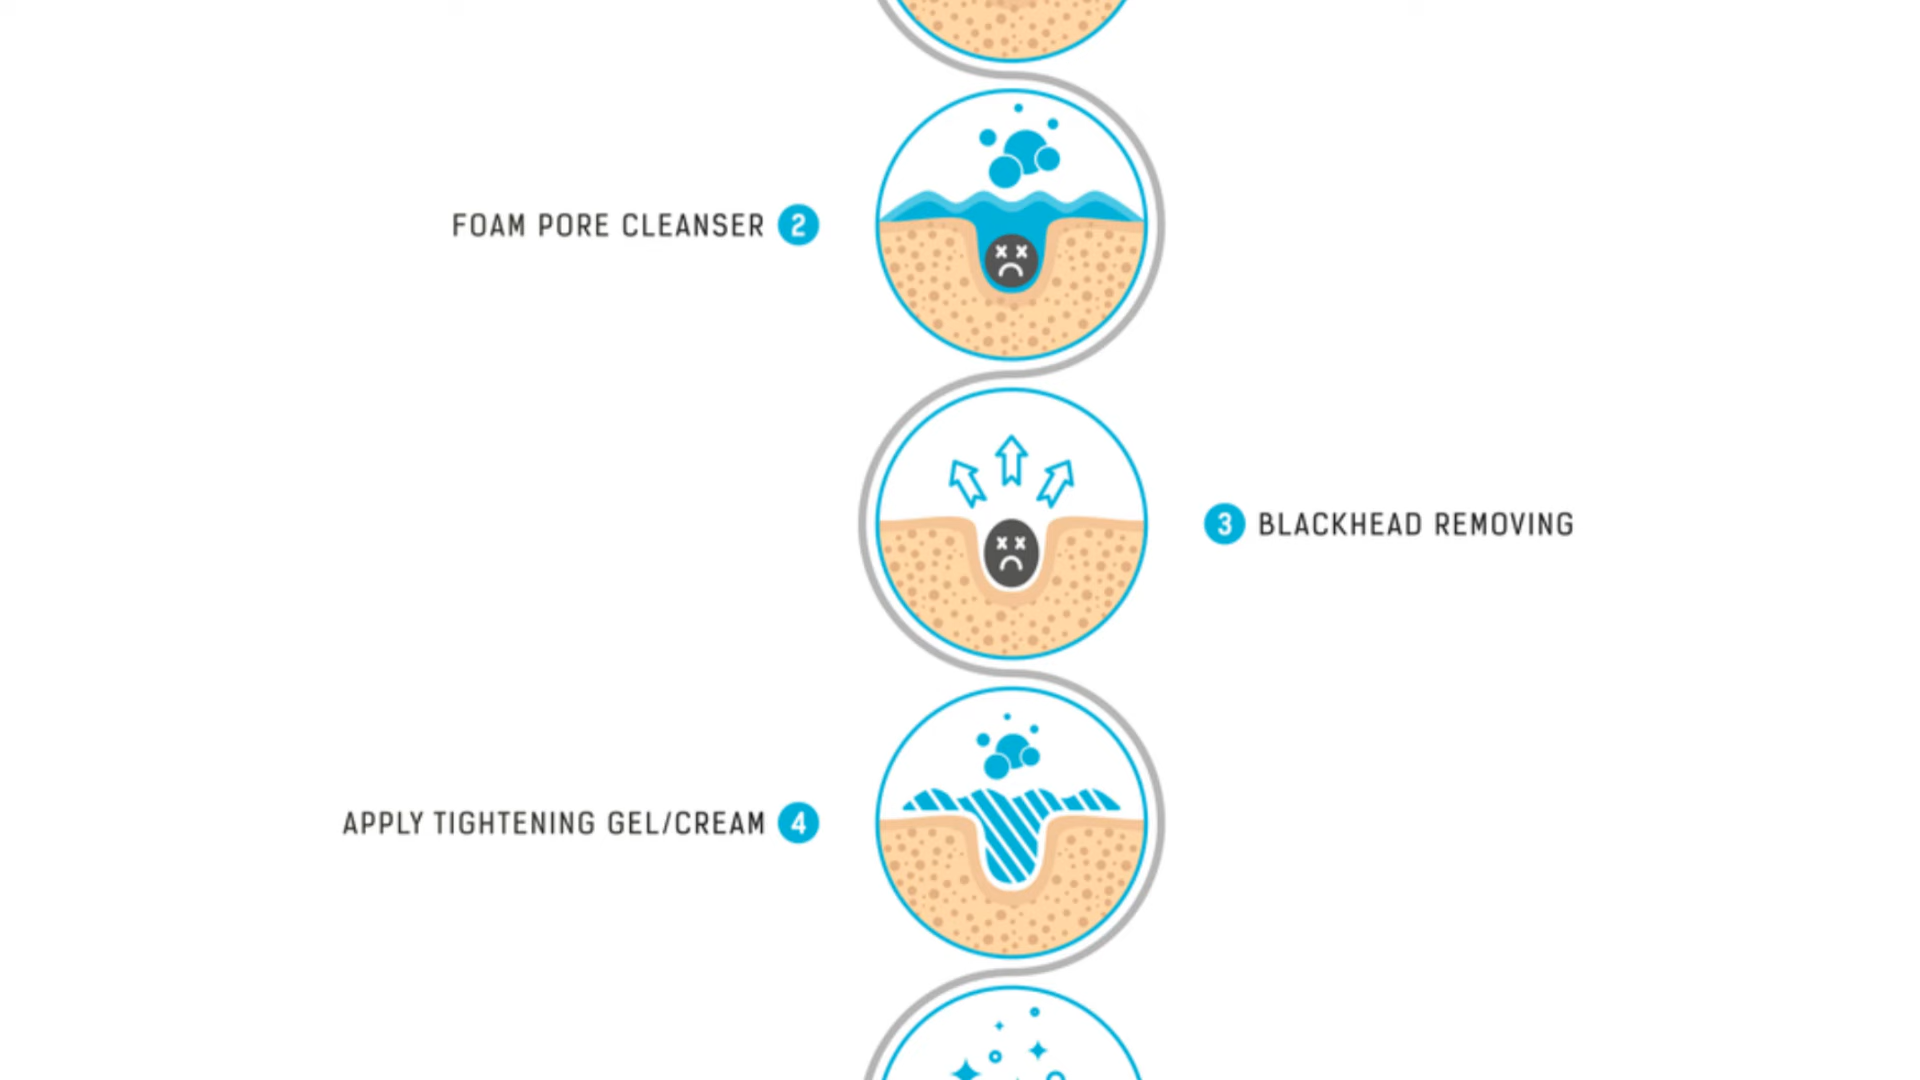 FOAM PORE CLEANSER 2
3 BLACKHEAD REMOVING
APPLY TIGHTENING GEL/CREAM 4